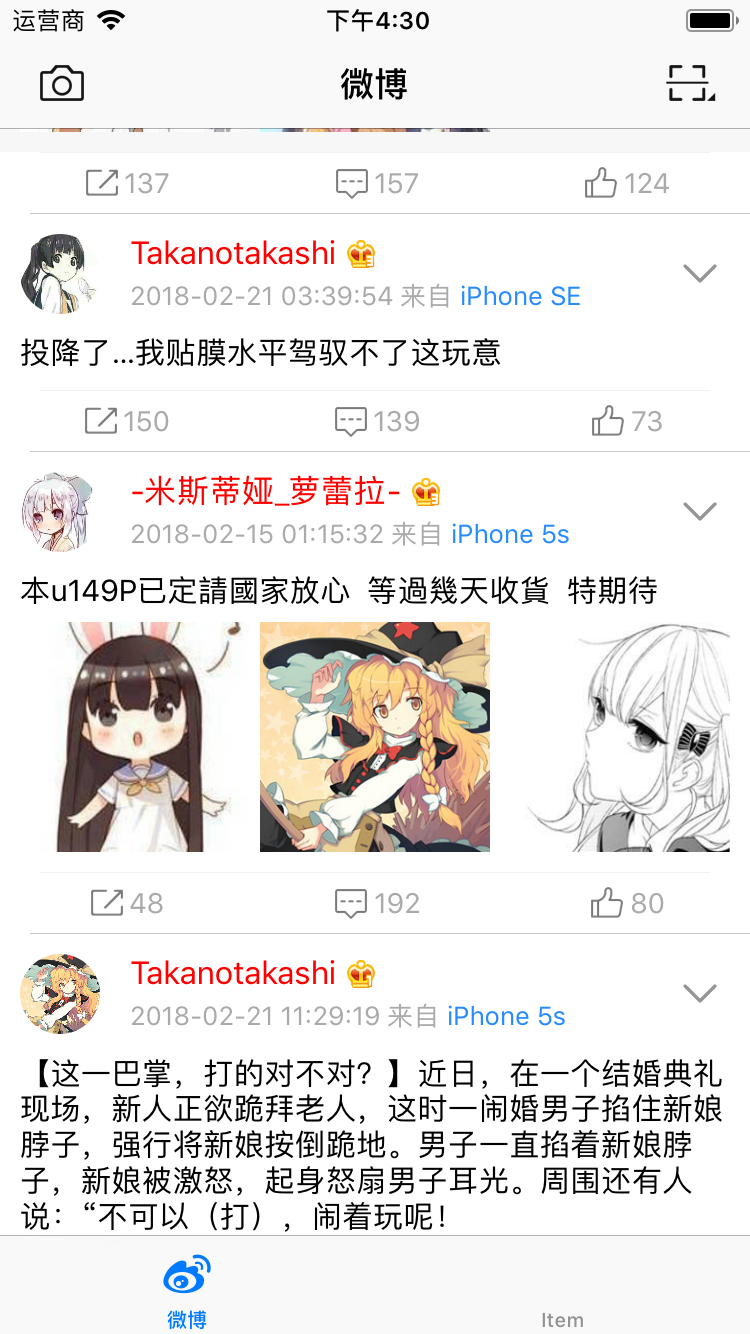 运营商 下午4:30
微博
137 157 124
Takanotakashi
2018-02-21 03:39:54 来自 iPhone SE
投降了...我贴膜水平驾驭不了这玩意
150 139 73
-米斯蒂娅_萝蕾拉-
2018-02-15 01:15:32 来自 iPhone 5s
本u149P已定請國家放心 等過幾天收貨 特期待
48 192 80
Takanotakashi
2018-02-21 11:29:19 来自 iPhone 5s
【这一巴掌，打的对不对？】近日，在一个结婚典礼
现场，新人正欲跪拜老人，这时一闹婚男子掐住新娘
脖子，强行将新娘按倒跪地。男子一直掐着新娘脖
子，新娘被激怒，起身怒扇男子耳光。周围还有人
说：“不可以（打），闹着玩呢！
微博 Item